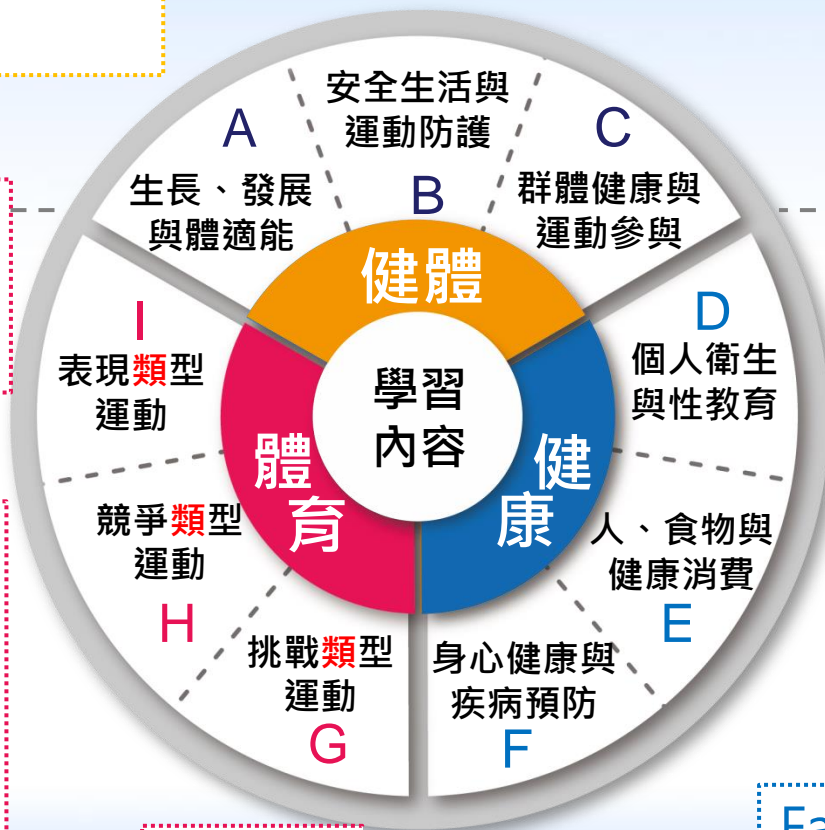 A
生長、發展
與體適能
安全生活與
運動防護
B
C
群體健康與
運動參與
健體
學習
內容
D
個人衛生
與性教育
健
康
人、食物與
健康消費
E
身心健康與
疾病預防
F
體
育
挑戰類型
運動
G
競爭類型
運動
H
I
表現類型
運動
Ea